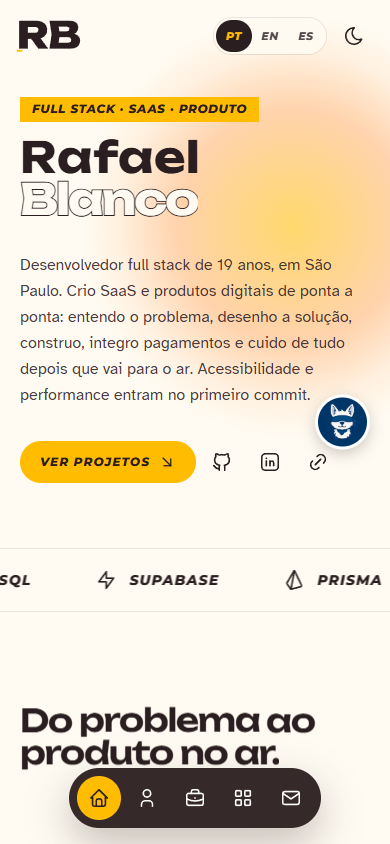 RB
PT EN ES
FULL STACK · SAAS · PRODUTO
Rafael
Blanco
Desenvolvedor full stack de 19 anos, em São
Paulo. Crio SaaS e produtos digitais de ponta a
ponta: entendo o problema, desenho a solução,
construo, integro pagamentos e cuido de tudo
depois que vai para o ar. Acessibilidade e
performance entram no primeiro commit.
VER PROJETOS
in
SQL SUPABASE PRISMA
Do problema ao
produto no ar.